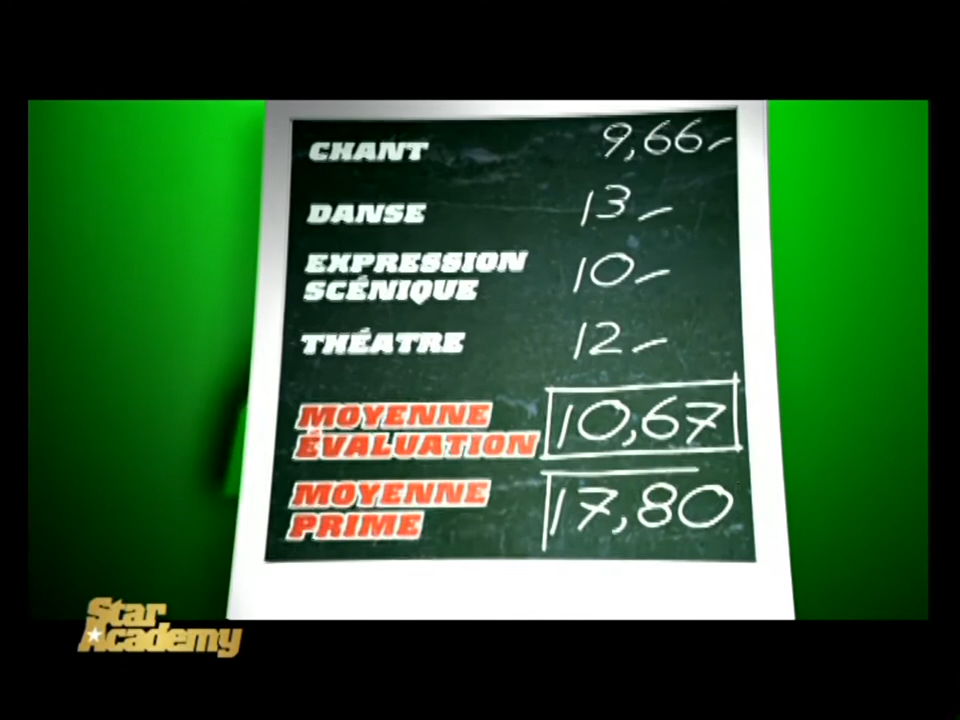 CHANT 9,66-
DANSE 13-
EXPRESSION
SCÉNIQUE 10-
THÉATRE 12-
MOYENNE
ÉVALUATION 10,67
MOYENNE
PRIME 17,80
Star
Academy